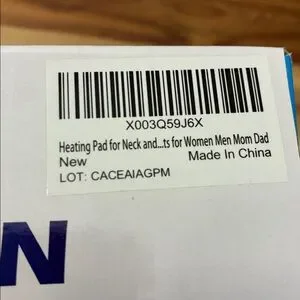 X003Q59J6X
Heating Pad for Neck and...ts for Women Men Mom Dad
New Made In China
LOT: CACEAIAGPM
N